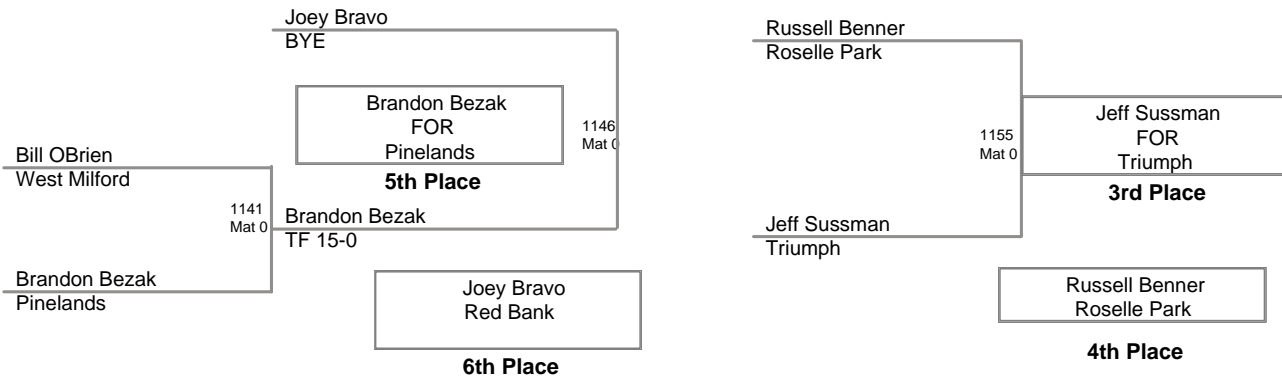 Joey Bravo
BYE
Brandon Bezak
FOR
Pinelands
5th Place
1146
Mat 0
Bill OBrien
West Milford
1141
Mat 0
Brandon Bezak
TF 15-0
Brandon Bezak
Pinelands
Joey Bravo
Red Bank
6th Place
Russell Benner
Roselle Park
1155
Mat 0
Jeff Sussman
FOR
Triumph
3rd Place
Jeff Sussman
Triumph
Russell Benner
Roselle Park
4th Place